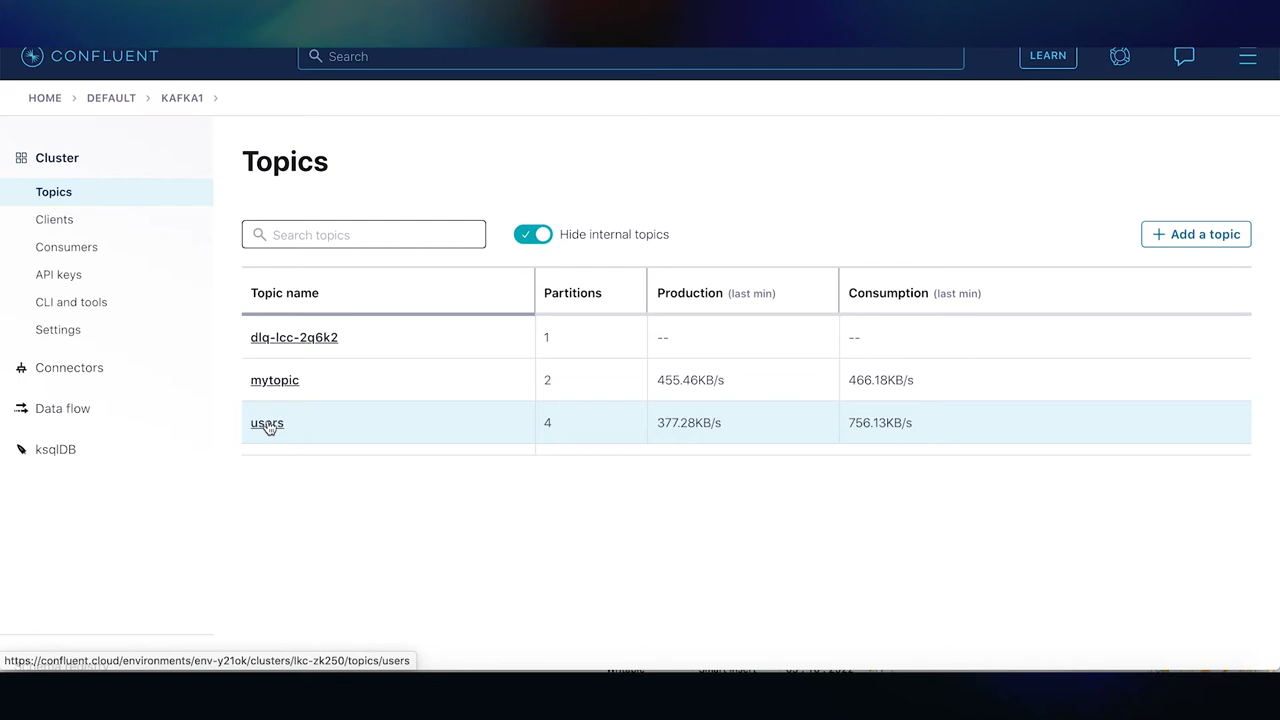 CONFLUENT
Search
LEARN
HOME > DEFAULT > KAFKA1 >
Cluster
Topics
Clients
Consumers
API keys
CLI and tools
Settings
Connectors
Data flow
ksqlDB
Topics
Search topics
Hide internal topics
+ Add a topic
Topic name Partitions Production (last min) Consumption (last min)
dlq-lcc-2q6k2 1 -- --
mytopic 2 455.46KB/s 466.18KB/s
users 4 377.28KB/s 756.13KB/s
https://confluent.cloud/environments/env-y21ok/clusters/lkc-zk250/topics/users